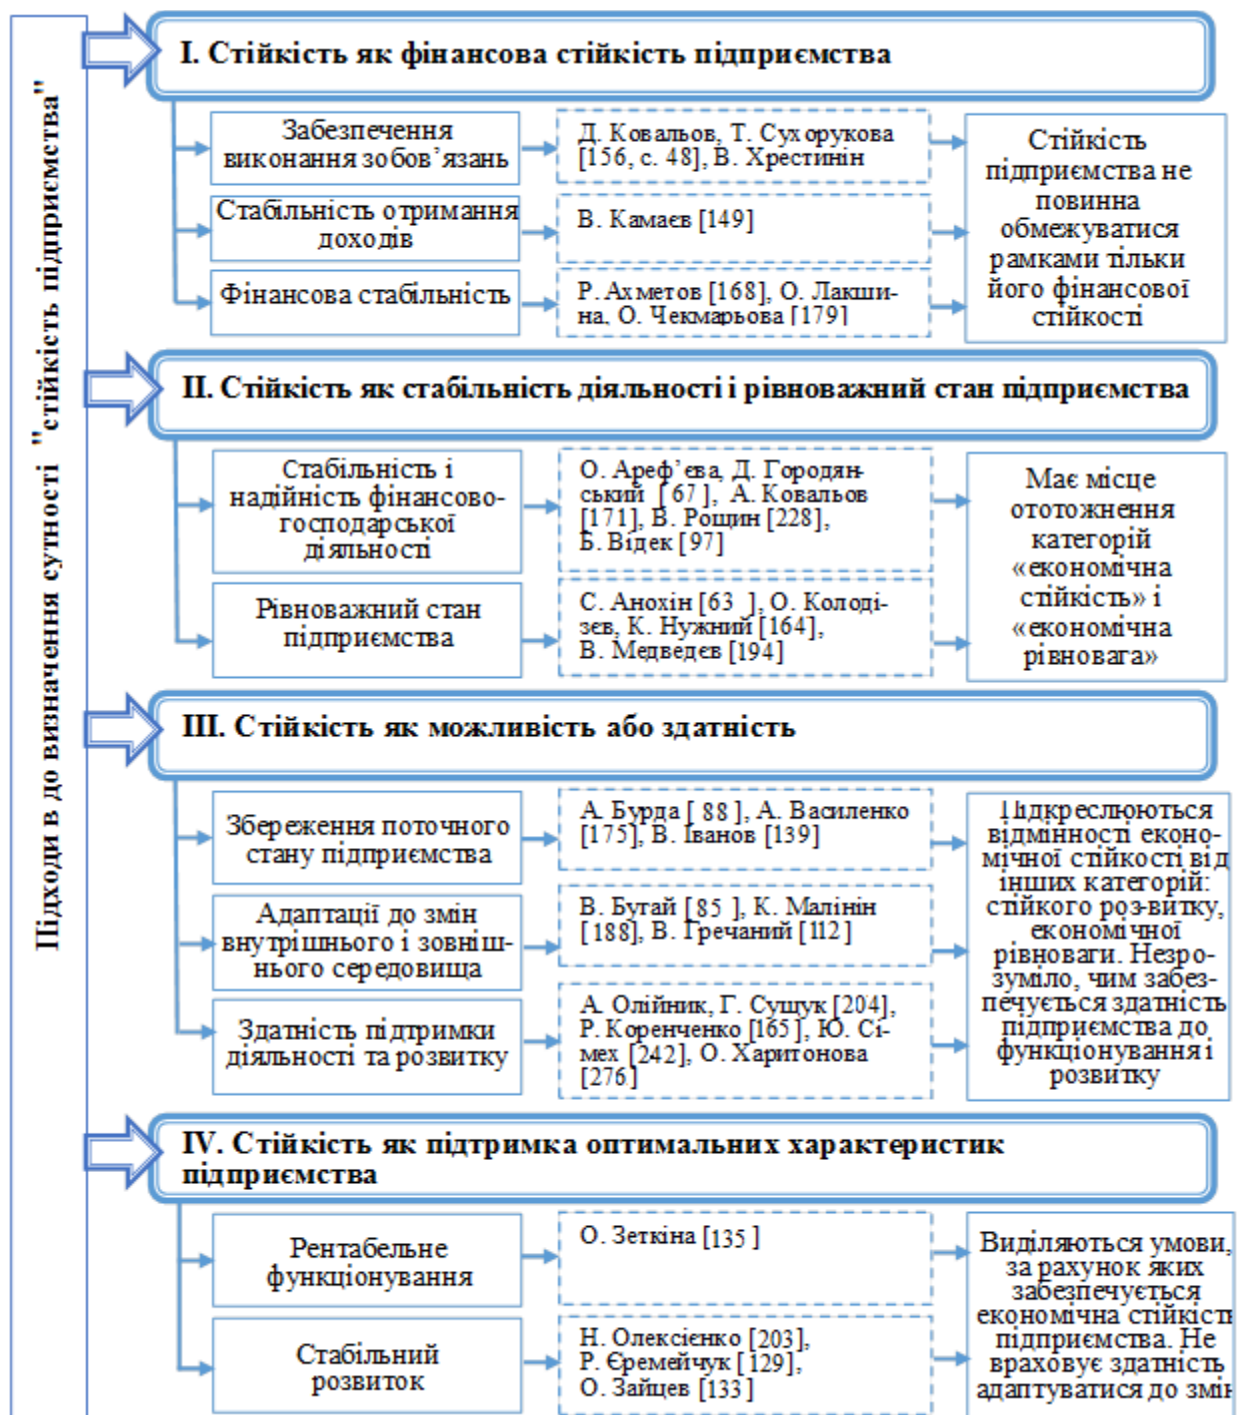 Підходи в до визначення сутності "стійкість підприємства"
I. Стійкість як фінансова стійкість підприємства
Забезпечення
виконання зобов’язань
Д. Ковальов, Т. Сухорукова
[156, с. 48], В. Хрестинін
Стабільність отримання
доходів
В. Камаєв [149]
Фінансова стабільність
Р. Ахметов [168], О. Лакши-
на, О. Чекмарьова [179]
Стійкість
підприємства не
повинна
обмежуватися
рамками тільки
його фінансової
стійкості
II. Стійкість як стабільність діяльності і рівноважний стан підприємства
Стабільність і
надійність фінансово-
господарської
діяльності
О. Ареф’єва, Д. Городян-
ський [67], А. Ковальов
[171], В. Рощин [228],
Б. Відек [97]
Рівноважний стан
підприємства
С. Анохін [63 ], О. Колоді-
зєв, К. Нужний [164],
В. Медведєв [194]
Має місце
ототожнення
категорій
«економічна
стійкість» і
«економічна
рівновага»
III. Стійкість як можливість або здатність
Збереження поточного
стану підприємства
А. Бурда [ 88 ], А. Василенко
[175], В. Іванов [139]
Адаптації до змін
внутрішнього і зовніш-
нього середовища
В. Бугай [85 ], К. Малінін
[188], В. Гречаний [112]
Здатність підтримки
діяльності та розвитку
А. Олійник, Г. Сущук [204],
Р. Коренченко [165], Ю. Сі-
мех [242], О. Харитонова
[276]
Підкреслюються
відмінності еконо-
мічної стійкості від
інших категорій:
стійкого роз-витку,
економічної
рівноваги. Незро-
зуміло, чим забез-
печується здатність
підприємства до
функціонування і
розвитку
IV. Стійкість як підтримка оптимальних характеристик
підприємства
Рентабельне
функціонування
О. Зеткіна [135 ]
Стабільний
розвиток
Н. Олексієнко [203],
Р. Єремейчук [129],
О. Зайцев [133]
Виділяються умови,
за рахунок яких
забезпечується
економічна стійкість
підприємства. Не
враховує здатність
адаптуватися до змін